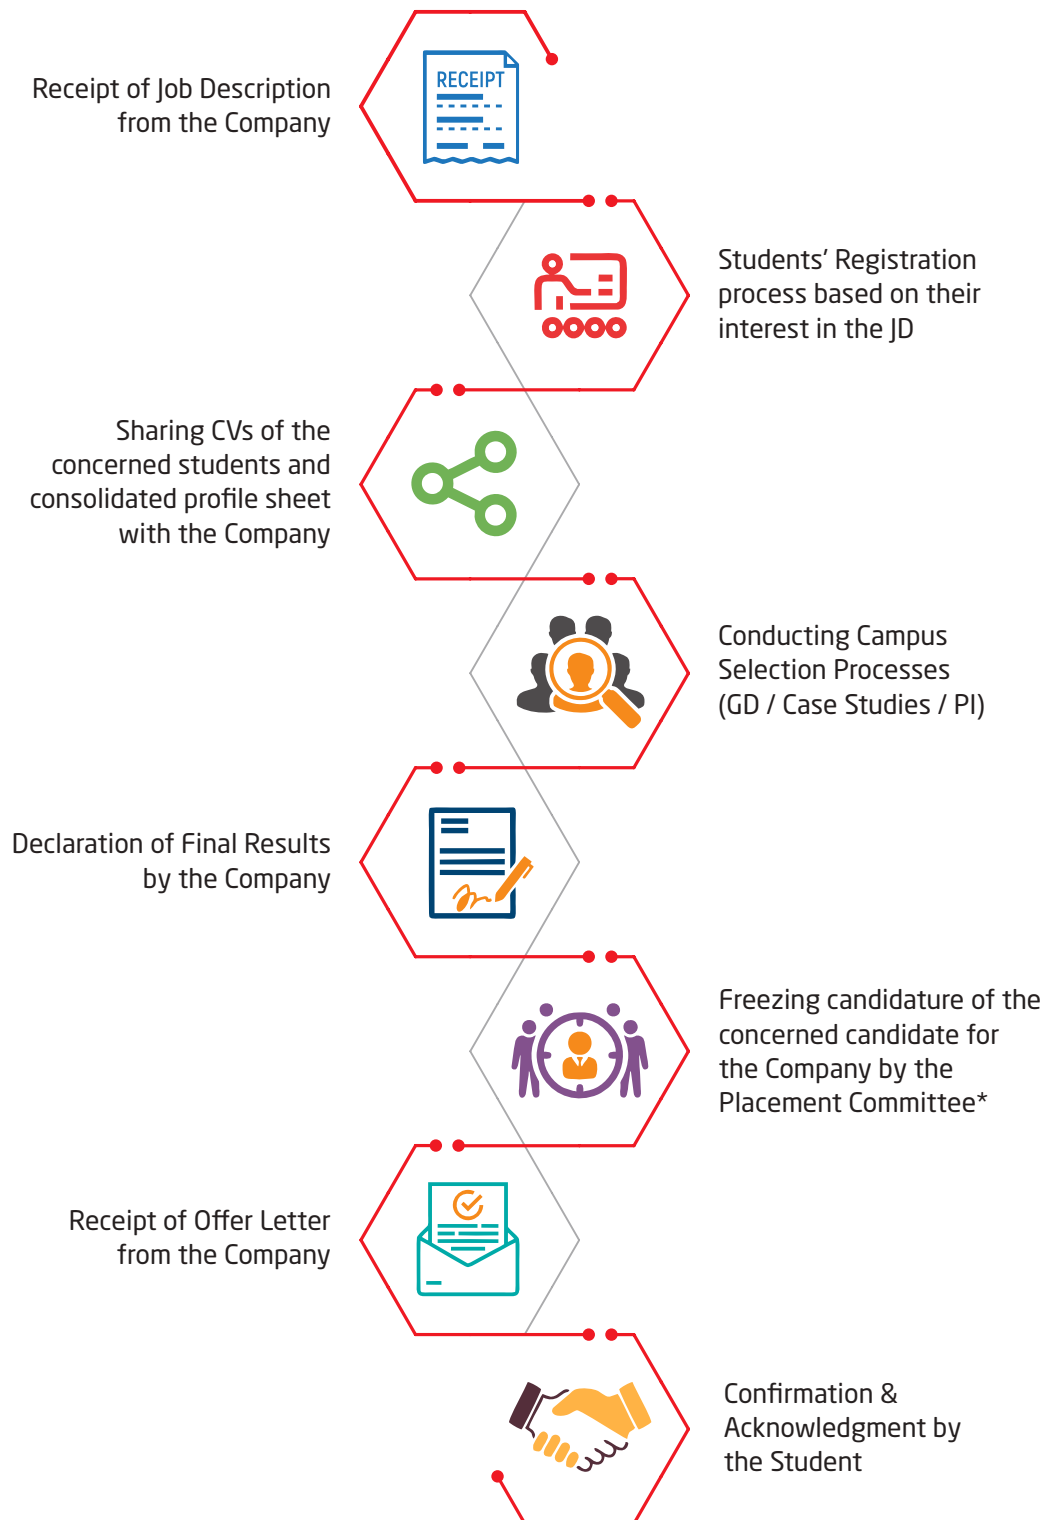 Receipt of Job Description
from the Company
RECEIPT
Students’ Registration
process based on their
interest in the JD
Sharing CVs of the
concerned students and
consolidated profile sheet
with the Company
Conducting Campus
Selection Processes
(GD / Case Studies / PI)
Declaration of Final Results
by the Company
Freezing candidature of the
concerned candidate for
the Company by the
Placement Committee*
Receipt of Offer Letter
from the Company
Confirmation &
Acknowledgment by
the Student